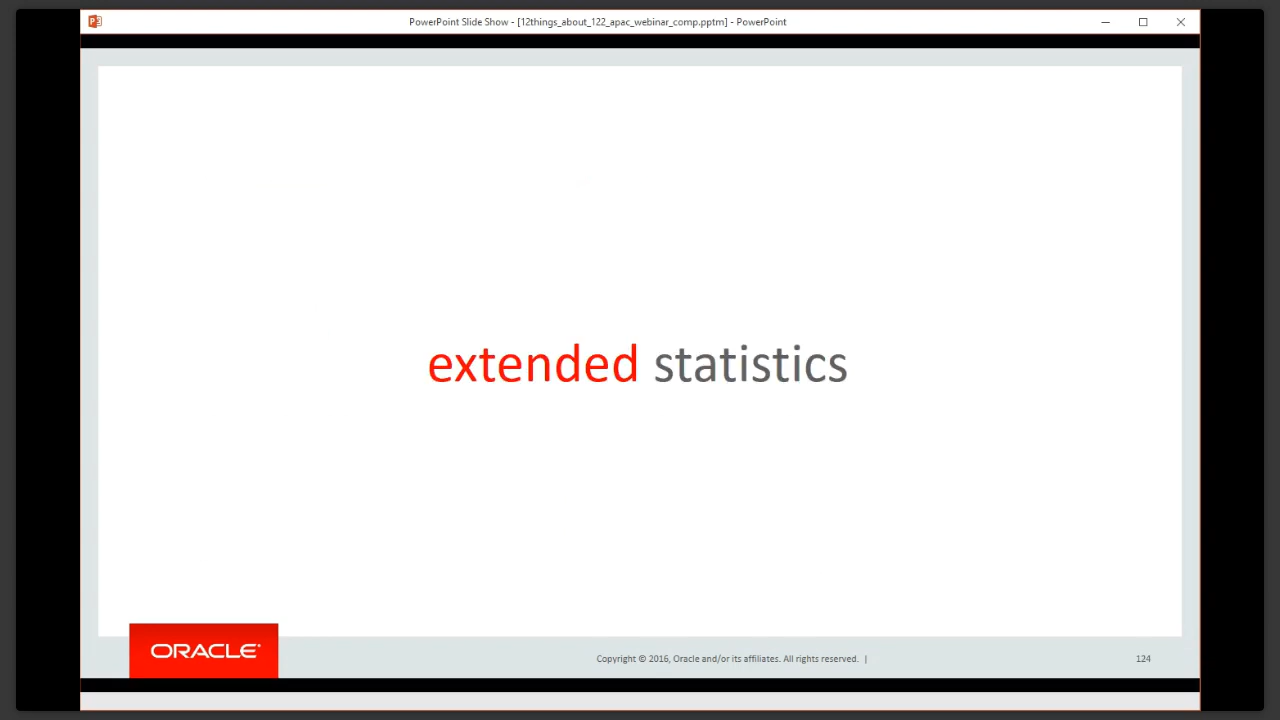 PowerPoint Slide Show - [12things_about_122_apac_webinar_comp.pptm] - PowerPoint
extended statistics
ORACLE
Copyright © 2016, Oracle and/or its affiliates. All rights reserved. |
124